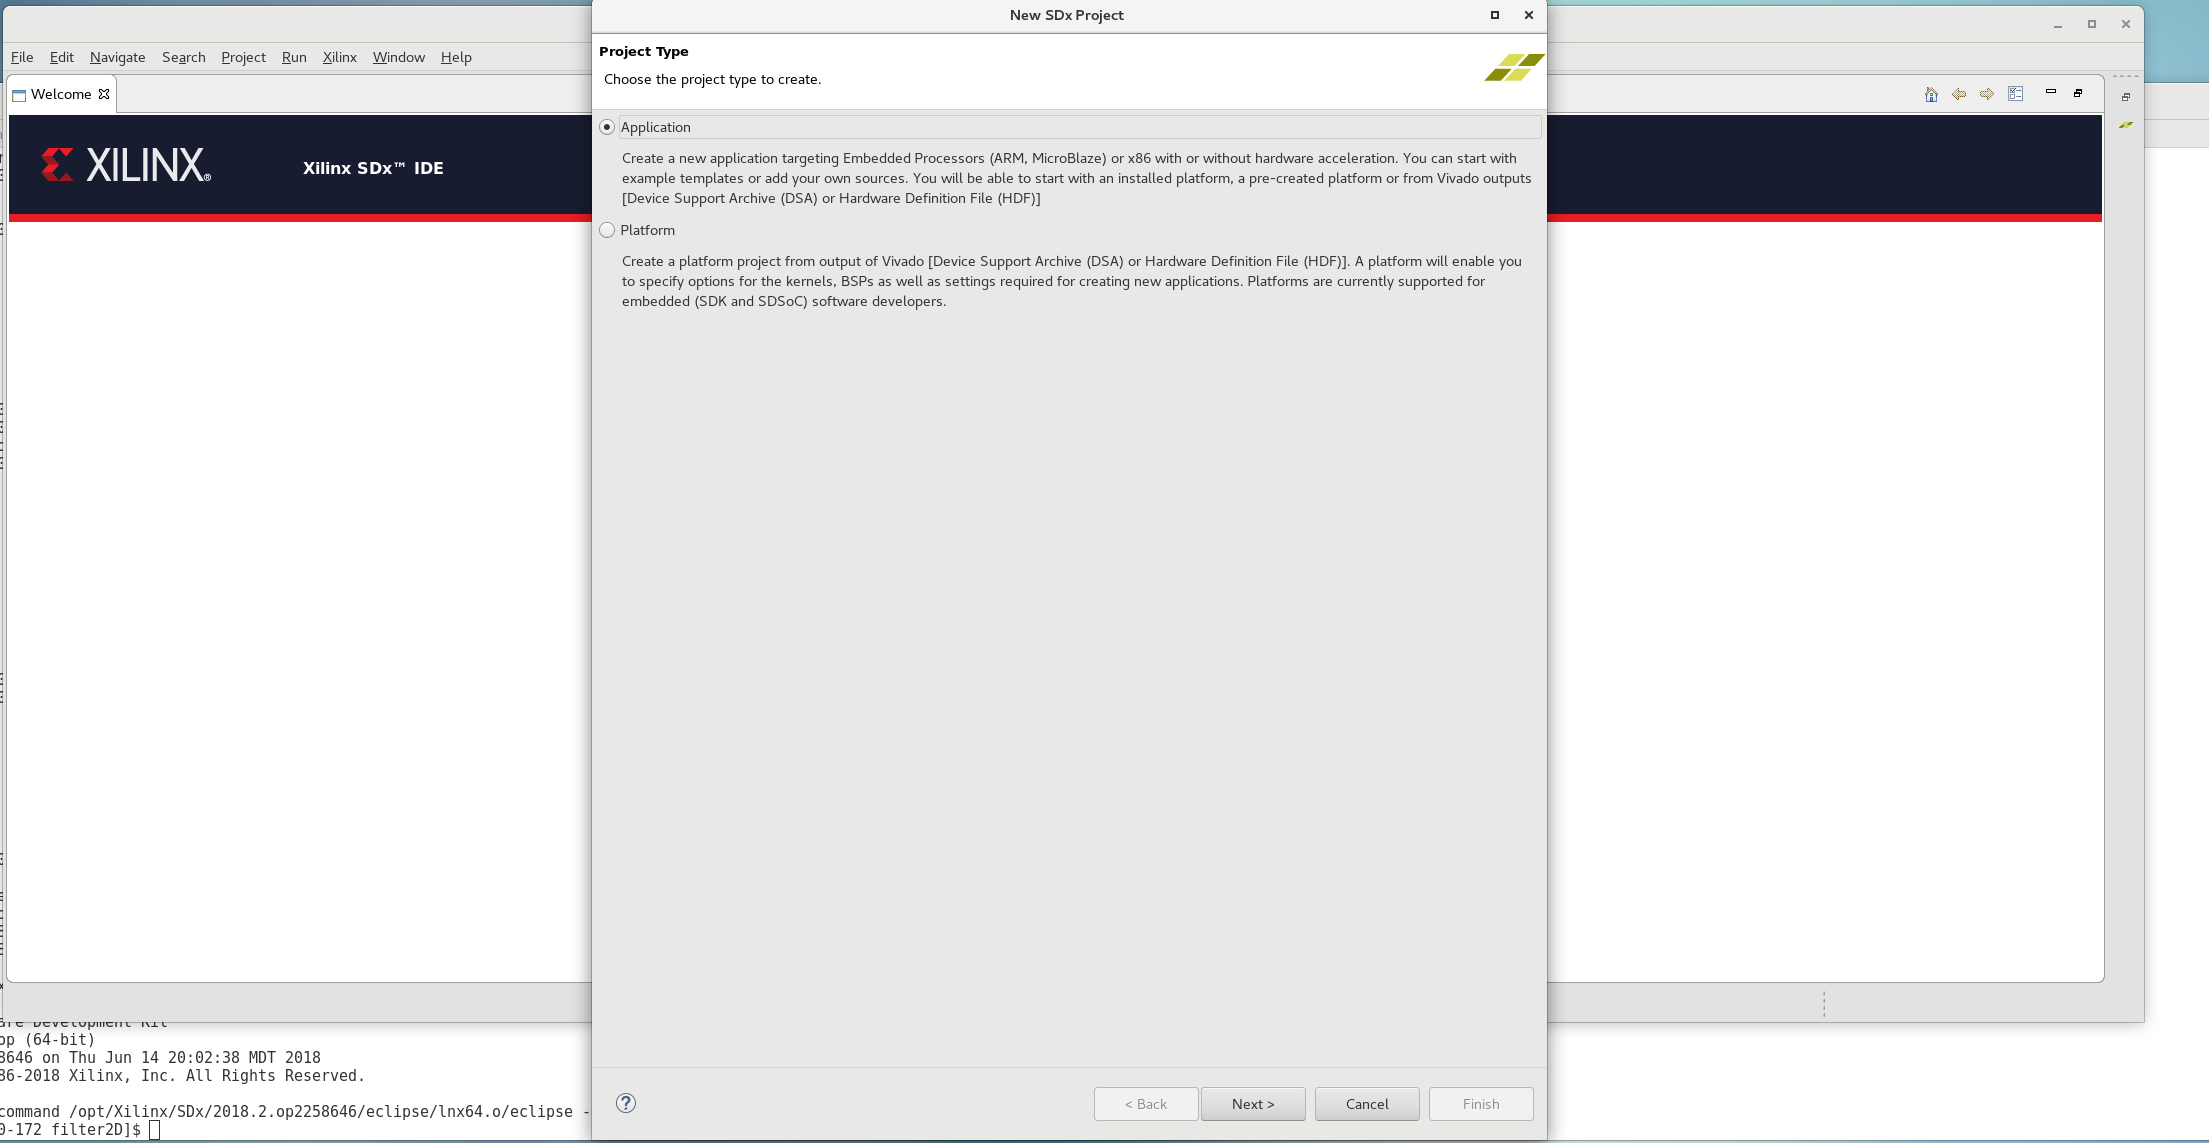 New SDx Project
File Edit Navigate Search Project Run Xilinx Window Help
Welcome
XILINX®
Xilinx SDx™ IDE
Project Type
Choose the project type to create.
Application
Create a new application targeting Embedded Processors (ARM, MicroBlaze) or x86 with or without hardware acceleration. You can start with
example templates or add your own sources. You will be able to start with an installed platform, a pre-created platform or from Vivado outputs
[Device Support Archive (DSA) or Hardware Definition File (HDF)]
Platform
Create a platform project from output of Vivado [Device Support Archive (DSA) or Hardware Definition File (HDF)]. A platform will enable you
to specify options for the kernels, BSPs as well as settings required for creating new applications. Platforms are currently supported for
embedded (SDK and SDSoC) software developers.
< Back Next > Cancel Finish
are Development Kit
op (64-bit)
8646 on Thu Jun 14 20:02:38 MDT 2018
86-2018 Xilinx, Inc. All Rights Reserved.
command /opt/Xilinx/SDx/2018.2.op2258646/eclipse/lnx64.o/eclipse -
0-172 filter2D]$